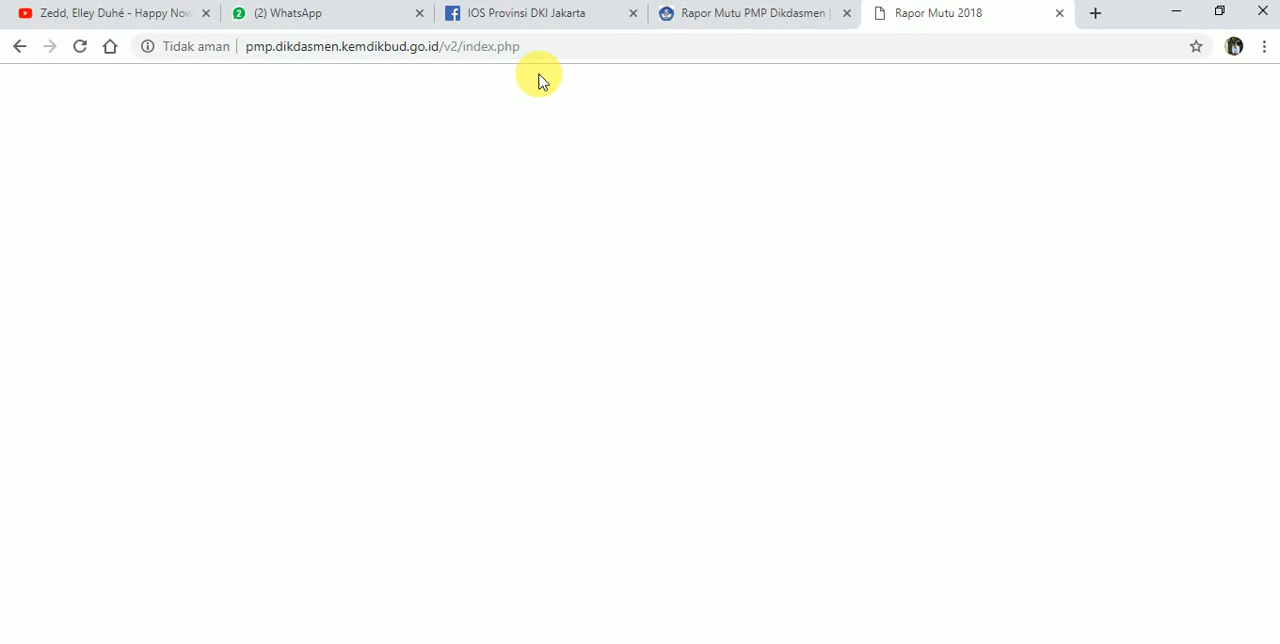 Zedd, Elley Duhé - Happy Now
2
(2) WhatsApp
IOS Provinsi DKI Jakarta
Rapor Mutu PMP Dikdasmen |
Rapor Mutu 2018
Tidak aman
pmp.dikdasmen.kemdikbud.go.id/v2/index.php